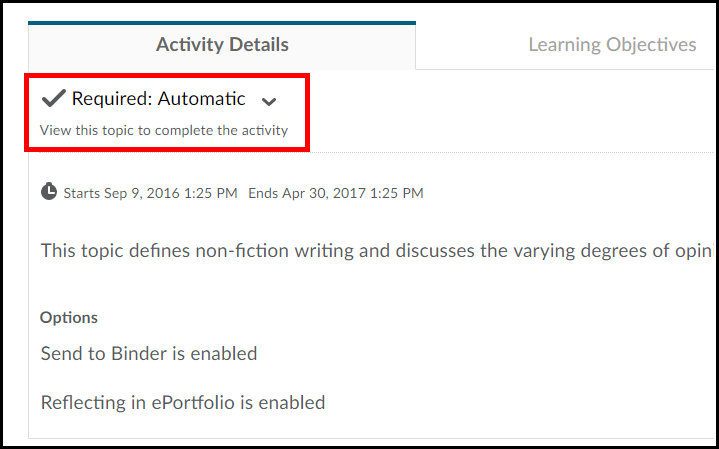 Activity Details
Learning Objectives
Required: Automatic
View this topic to complete the activity
Starts Sep 9, 2016 1:25 PM Ends Apr 30, 2017 1:25 PM
This topic defines non-fiction writing and discusses the varying degrees of
Options
Send to Binder is enabled
Reflecting in ePortfolio is enabled